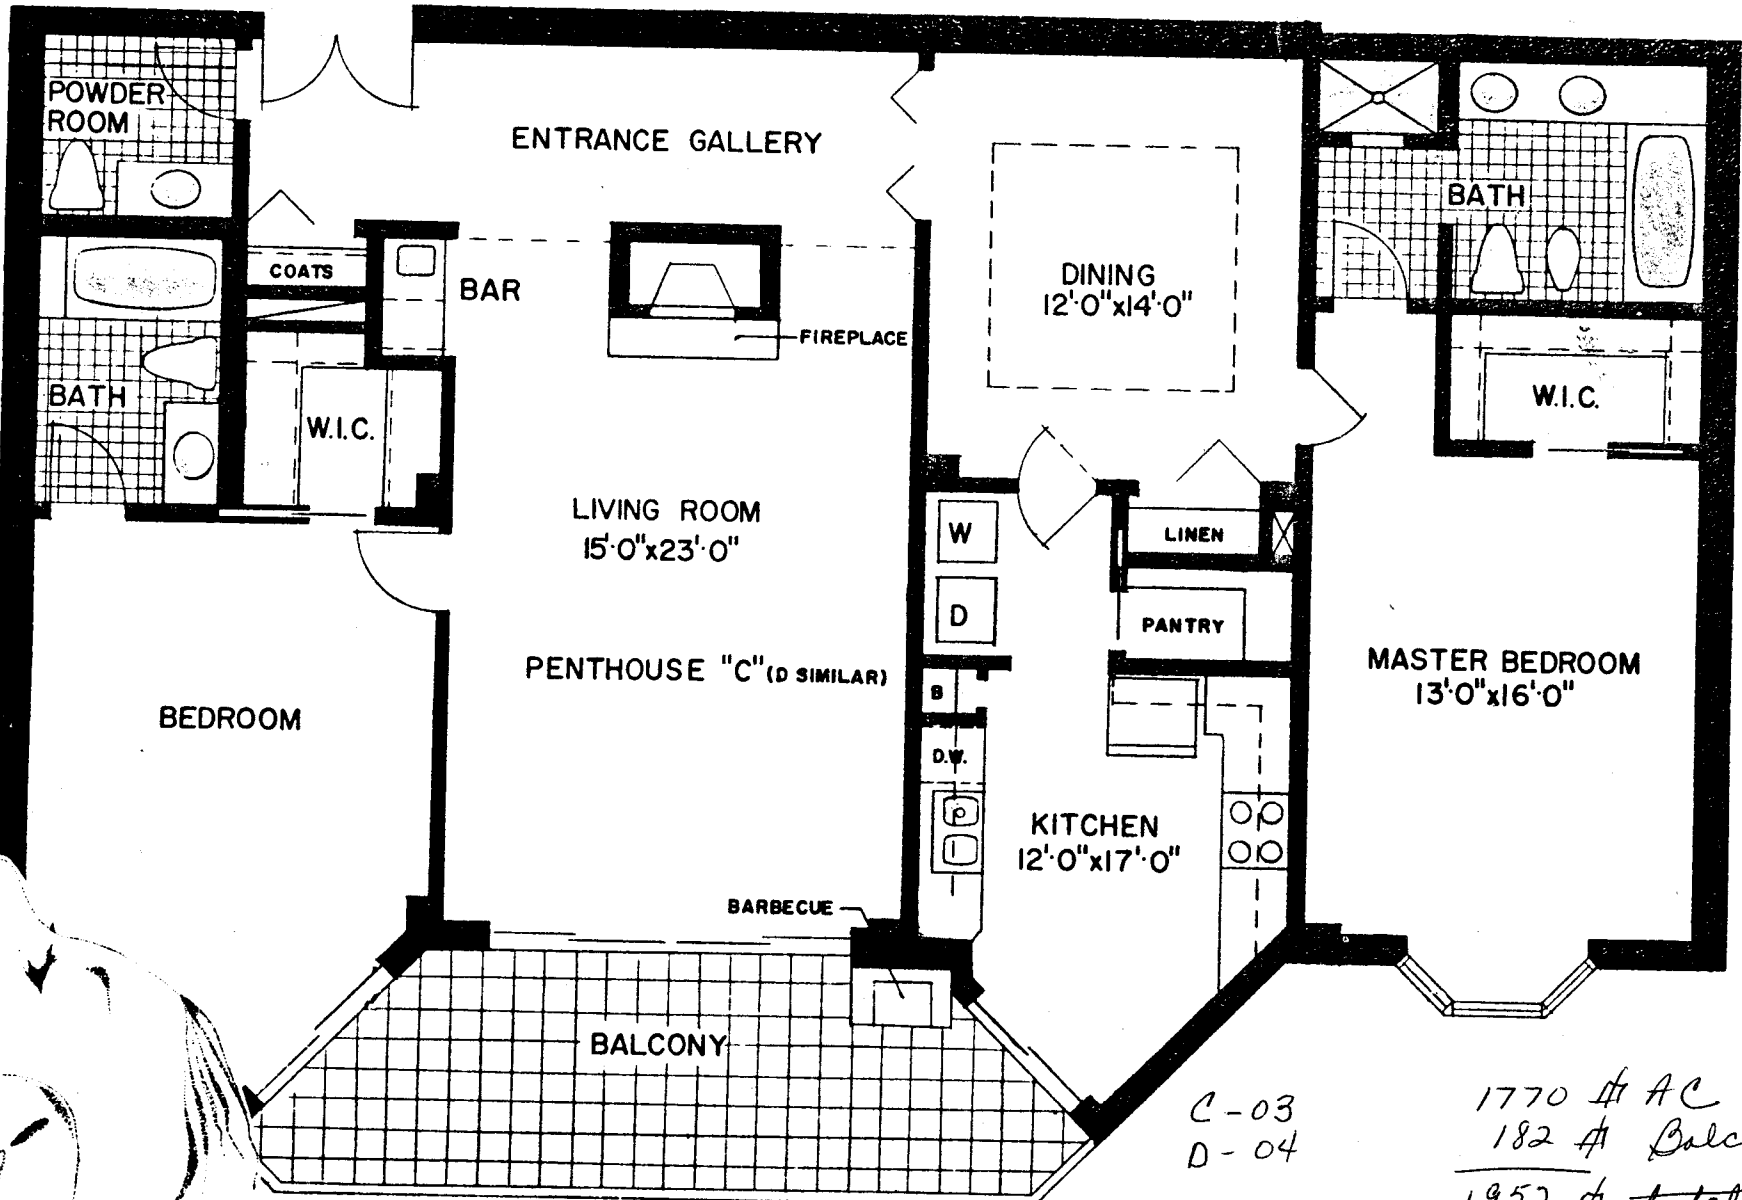 POWDER
ROOM
ENTRANCE GALLERY
BATH
COATS
BAR
DINING
12'-0"x14'-0"
FIREPLACE
BATH
W.I.C.
W.I.C.
LIVING ROOM
15'-0"x23'-0"
W
LINEN
D
PANTRY
PENTHOUSE "C" (D SIMILAR)
MASTER BEDROOM
13'-0"x16'-0"
B
BEDROOM
D.W.
KITCHEN
12'-0"x17'-0"
BARBECUE
BALCONY
C-03
D-04
1770 AC
182 Balc
1952